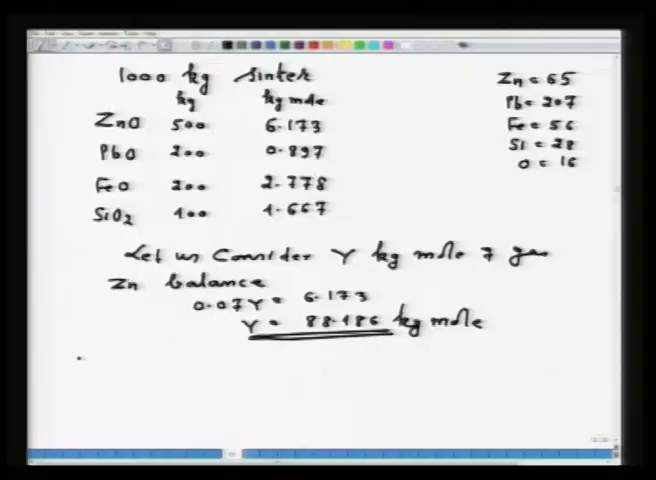 1000 kg Sinter
kg kg mole
ZnO 500 6.173
PbO 200 0.897
FeO 200 2.778
SiO2 100 1.667
Zn = 65
Pb = 207
Fe = 56
Si = 28
O = 16
Let us Consider Y kg mole of gas
Zn balance
0.07Y = 6.173
Y = 88.186 kg mole